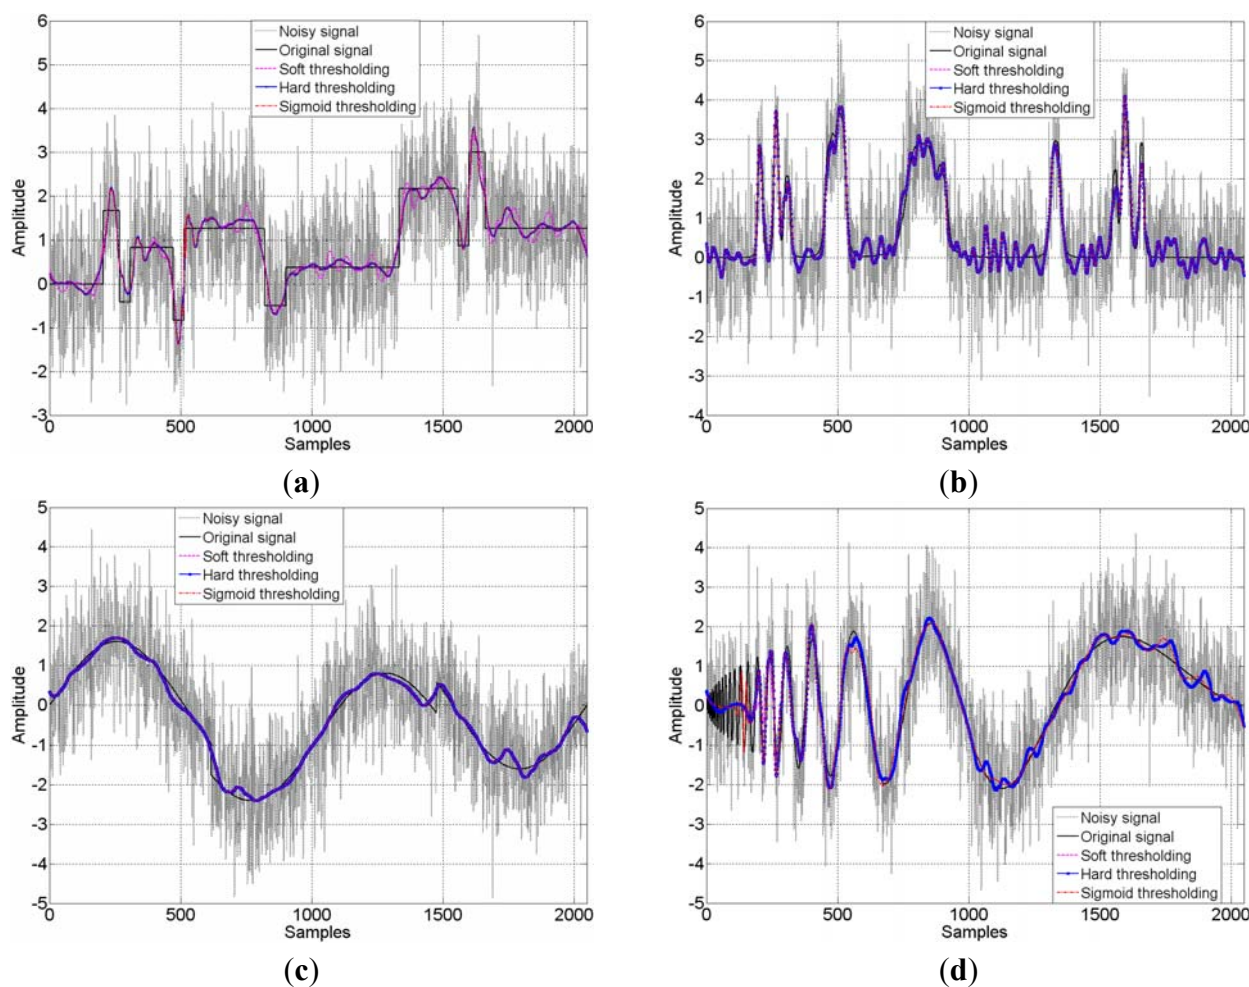 6
5
4
3
2
1
0
-1
-2
-3
Amplitude
0 500 1000 1500 2000
Samples
Noisy signal
Original signal
Soft thresholding
Hard thresholding
Sigmoid thresholding
(a)
6
5
4
3
2
1
0
-1
-2
-3
-4
Amplitude
0 500 1000 1500 2000
Samples
Noisy signal
Original signal
Soft thresholding
Hard thresholding
Sigmoid thresholding
(b)
5
4
3
2
1
0
-1
-2
-3
-4
-5
Amplitude
0 500 1000 1500 2000
Samples
Noisy signal
Original signal
Soft thresholding
Hard thresholding
Sigmoid thresholding
(c)
5
4
3
2
1
0
-1
-2
-3
-4
-5
Amplitude
0 500 1000 1500 2000
Samples
Noisy signal
Original signal
Soft thresholding
Hard thresholding
Sigmoid thresholding
(d)